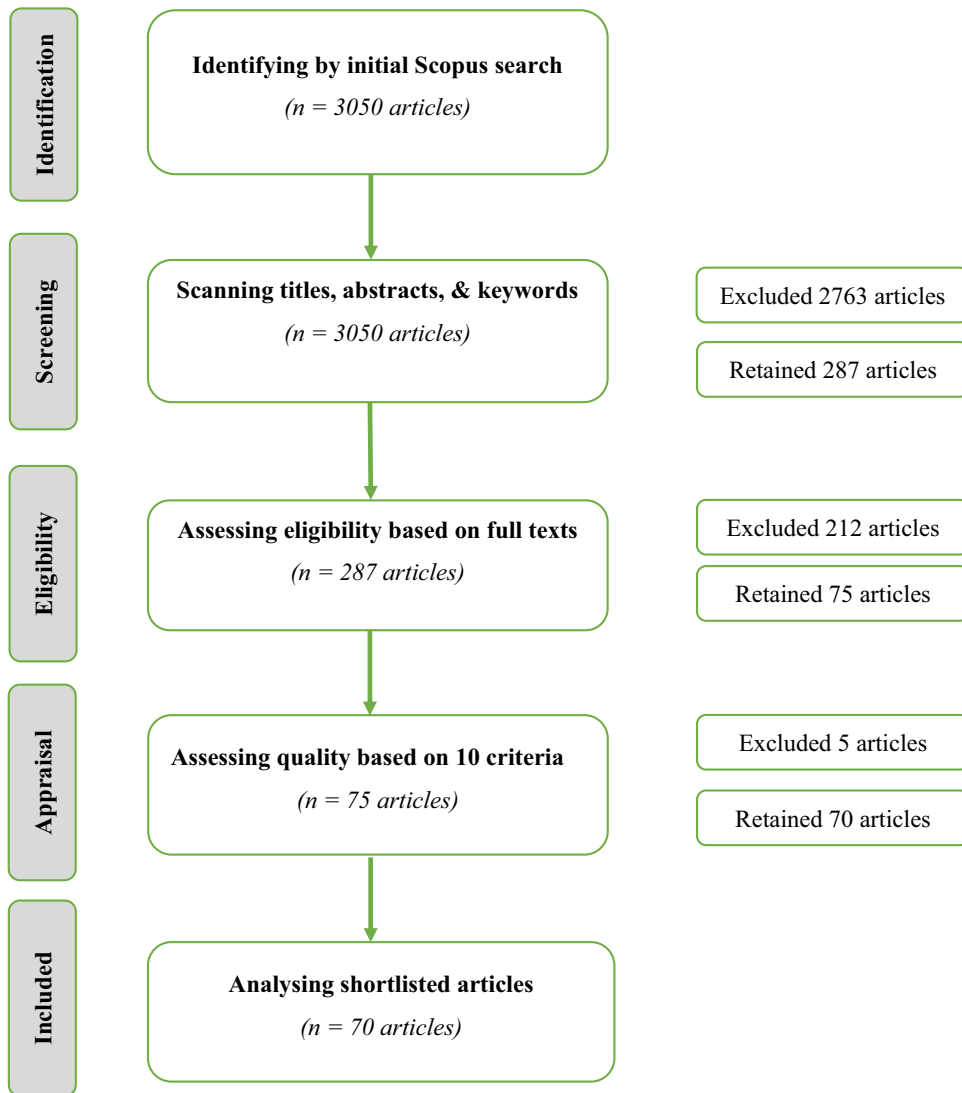 Identification
Identifying by initial Scopus search
(n = 3050 articles)
Screening
Scanning titles, abstracts, & keywords
(n = 3050 articles)
Excluded 2763 articles
Retained 287 articles
Eligibility
Assessing eligibility based on full texts
(n = 287 articles)
Excluded 212 articles
Retained 75 articles
Appraisal
Assessing quality based on 10 criteria
(n = 75 articles)
Excluded 5 articles
Retained 70 articles
Included
Analysing shortlisted articles
(n = 70 articles)